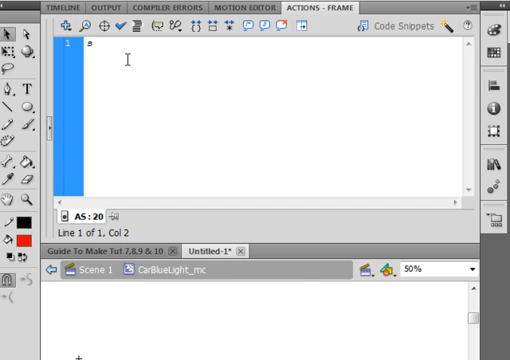 TIMELINE OUTPUT COMPILER ERRORS MOTION EDITOR ACTIONS - FRAME
Code Snippets
1 s
AS : 20
Line 1 of 1, Col 2
Guide To Make Tut 7,8,9 & 10 Untitled-1*
Scene 1 CarBlueLight_mc 50%